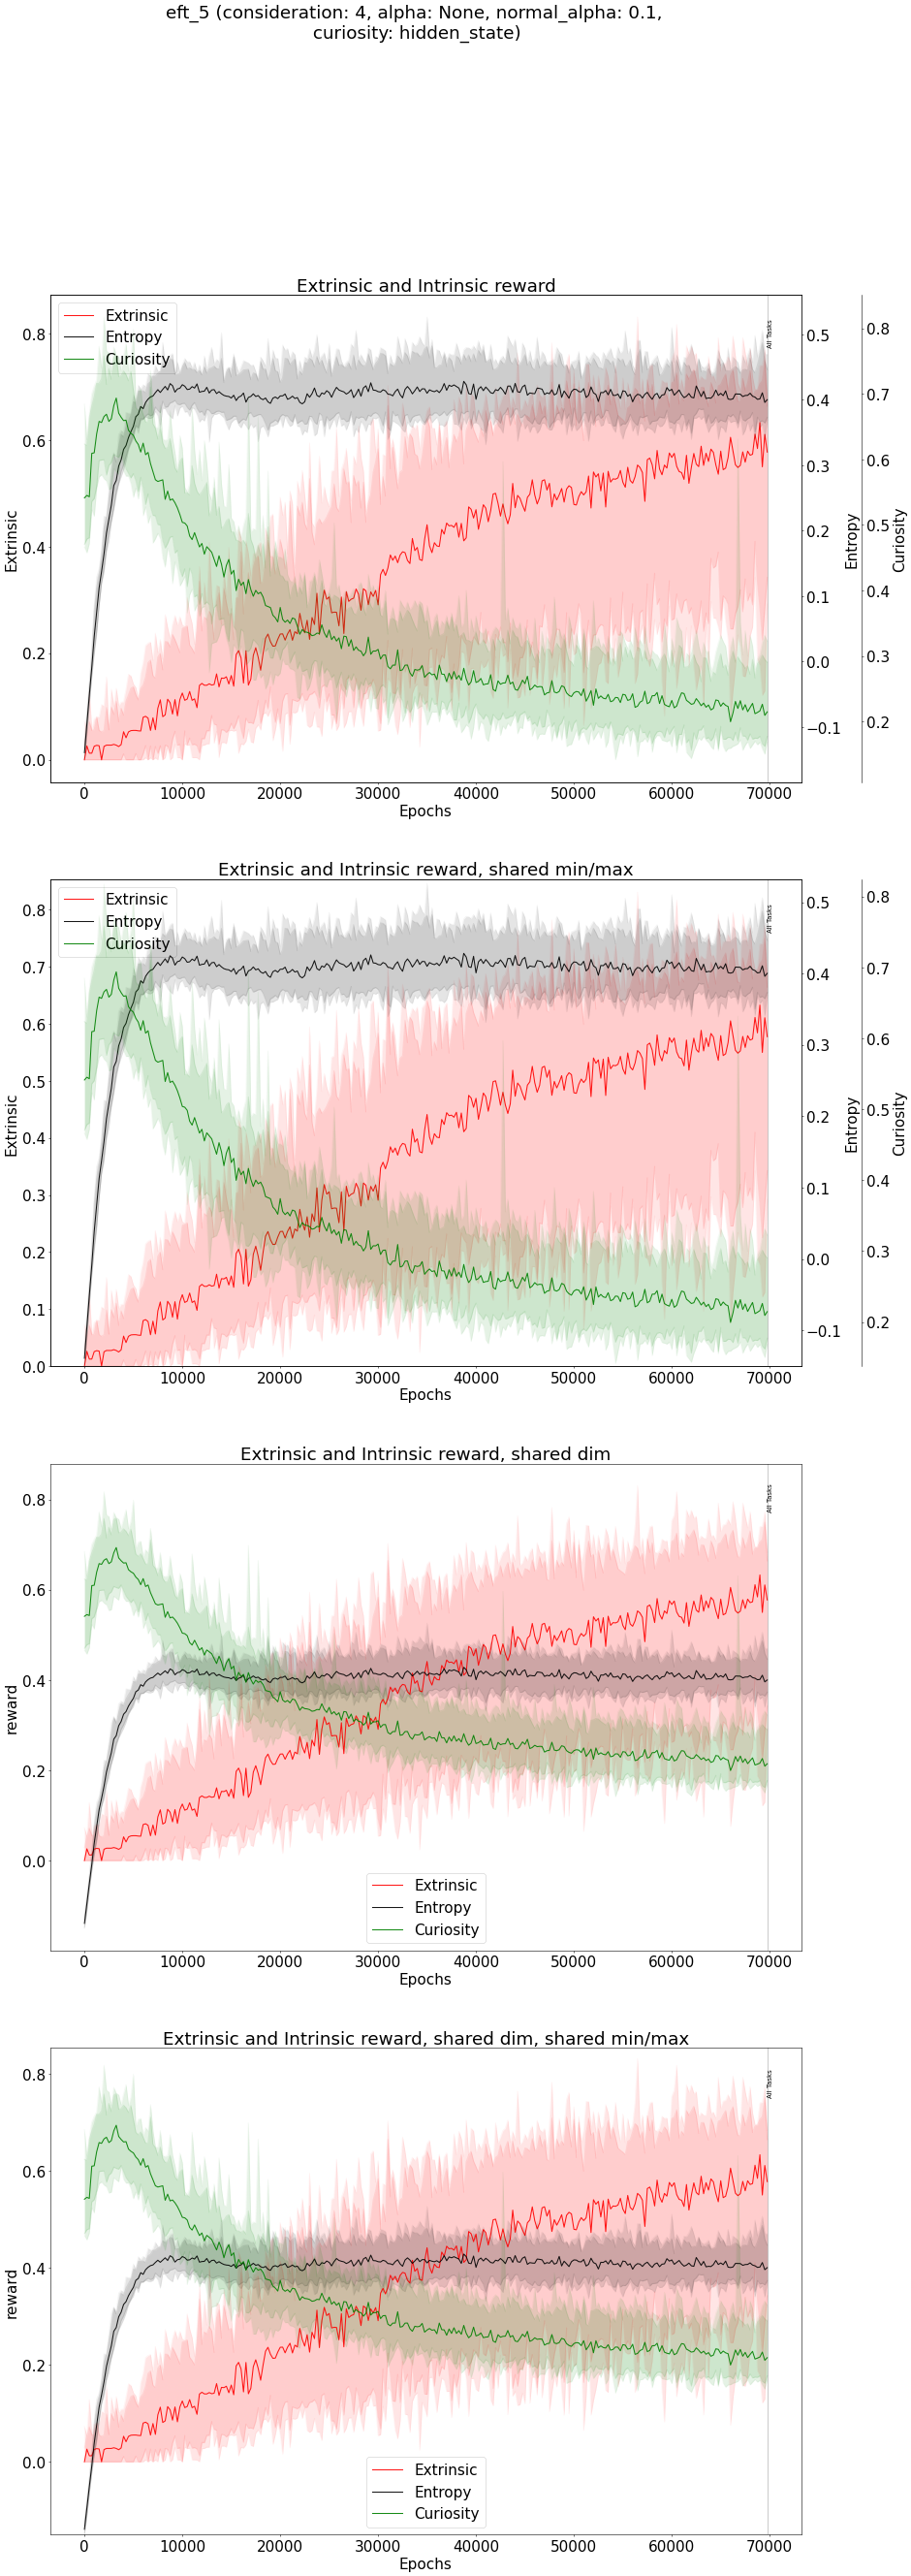 eft_5 (consideration: 4, alpha: None, normal_alpha: 0.1,
curiosity: hidden_state)
Extrinsic and Intrinsic reward
Extrinsic
Entropy
Curiosity
All Tasks
0.8
0.6
0.4
0.2
0.0
Extrinsic
0.5
0.4
0.3
0.2
0.1
0.0
−0.1
Entropy
0.8
0.7
0.6
0.5
0.4
0.3
0.2
Curiosity
0 10000 20000 30000 40000 50000 60000 70000
Epochs
Extrinsic and Intrinsic reward, shared min/max
Extrinsic
Entropy
Curiosity
All Tasks
0.8
0.7
0.6
0.5
0.4
0.3
0.2
0.1
0.0
Extrinsic
0.5
0.4
0.3
0.2
0.1
0.0
−0.1
Entropy
0.8
0.7
0.6
0.5
0.4
0.3
0.2
Curiosity
0 10000 20000 30000 40000 50000 60000 70000
Epochs
Extrinsic and Intrinsic reward, shared dim
All Tasks
0.8
0.6
0.4
0.2
0.0
reward
Extrinsic
Entropy
Curiosity
0 10000 20000 30000 40000 50000 60000 70000
Epochs
Extrinsic and Intrinsic reward, shared dim, shared min/max
All Tasks
0.8
0.6
0.4
0.2
0.0
reward
Extrinsic
Entropy
Curiosity
0 10000 20000 30000 40000 50000 60000 70000
Epochs